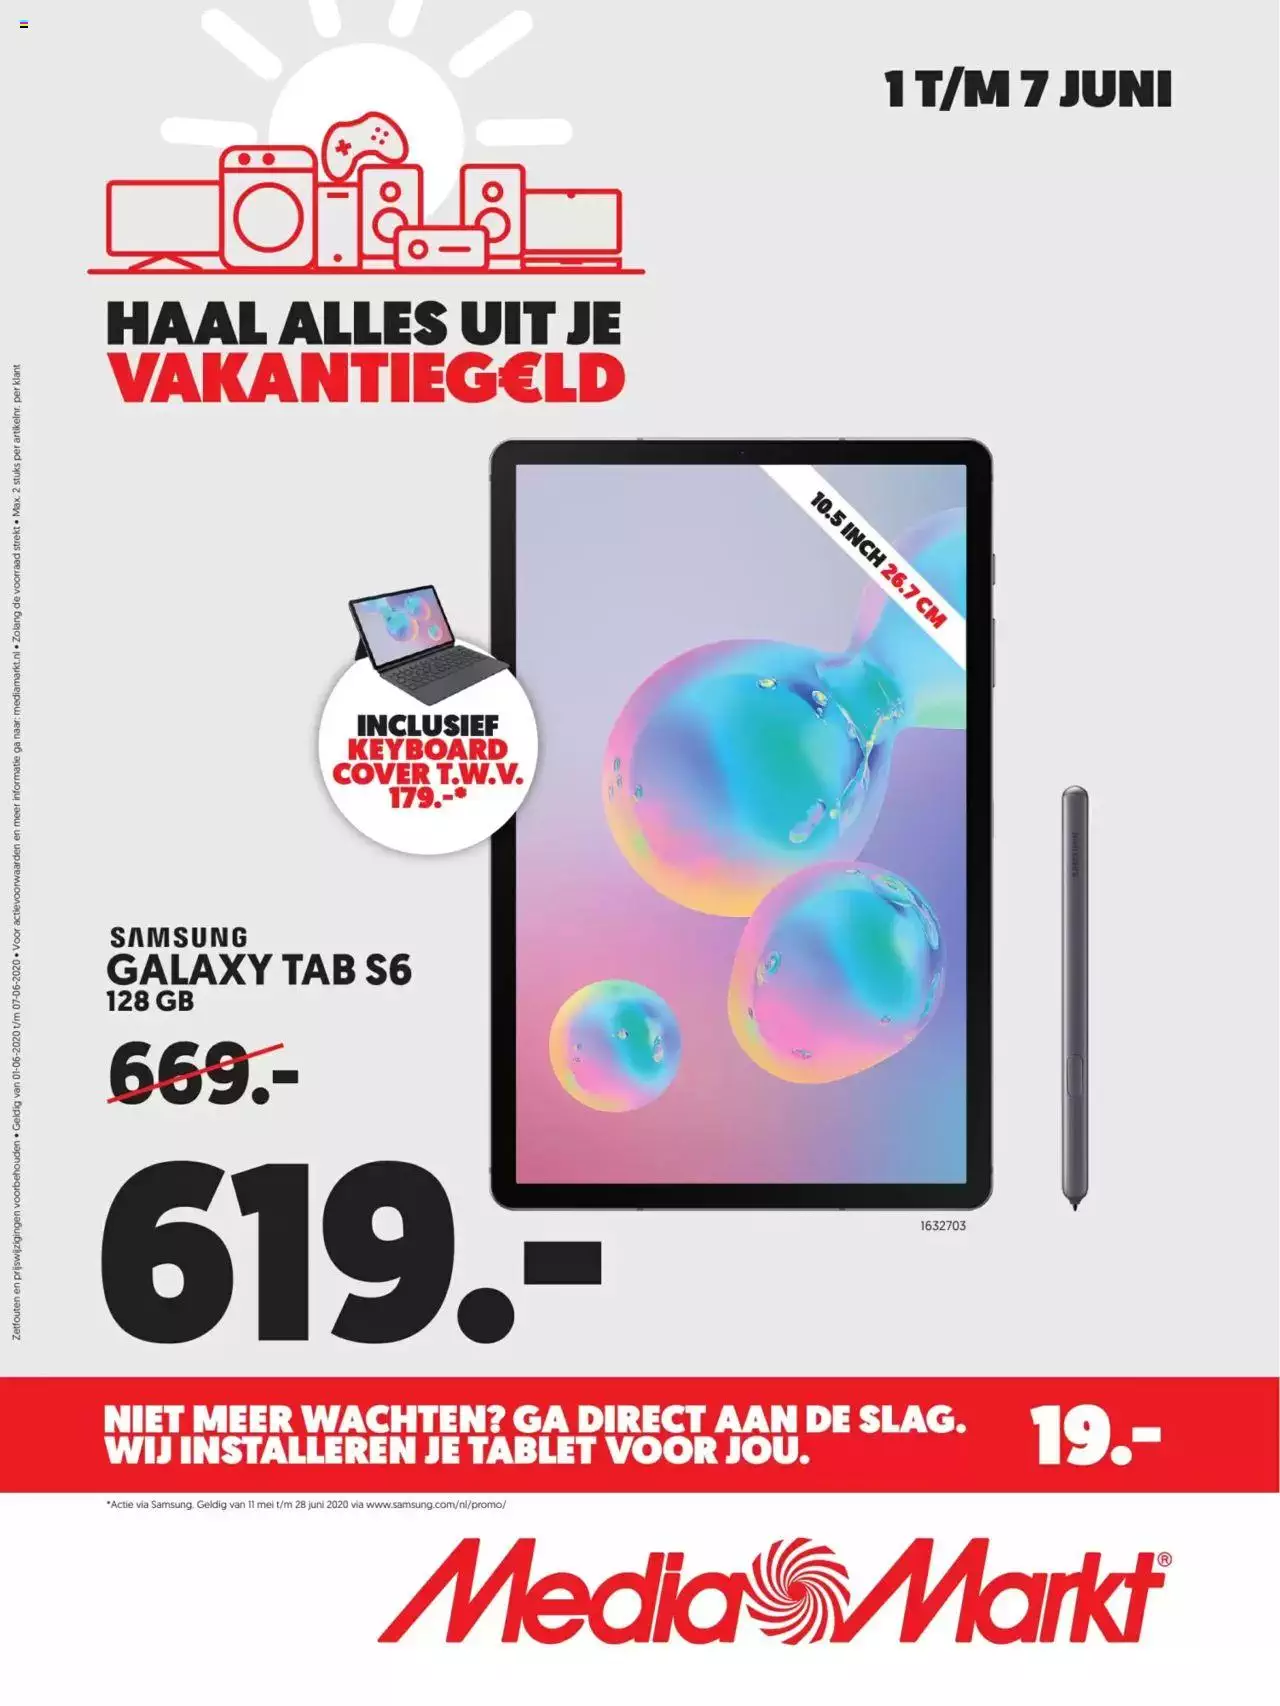 1 T/M 7 JUNI
HAAL ALLES UIT JE
VAKANTIEG€LD
10.5 INCH 26.7 CM
INCLUSIEF
KEYBOARD
COVER T.W.V.
179.-*
SAMSUNG
SAMSUNG
GALAXY TAB S6
128 GB
669.-
619.-
1632703
NIET MEER WACHTEN? GA DIRECT AAN DE SLAG.
WIJ INSTALLEREN JE TABLET VOOR JOU.
19.-
*Actie via Samsung. Geldig van 11 mei t/m 28 juni 2020 via www.samsung.com/nl/promo/
MediaMarkt®
Zetfouten en prijswijzigingen voorbehouden • Geldig van 01-06-2020 t/m 07-06-2020 • Voor actievoorwaarden en meer informatie ga naar: mediamarkt.nl • Zolang de voorraad strekt • Max. 2 stuks per artikelnr. per klant